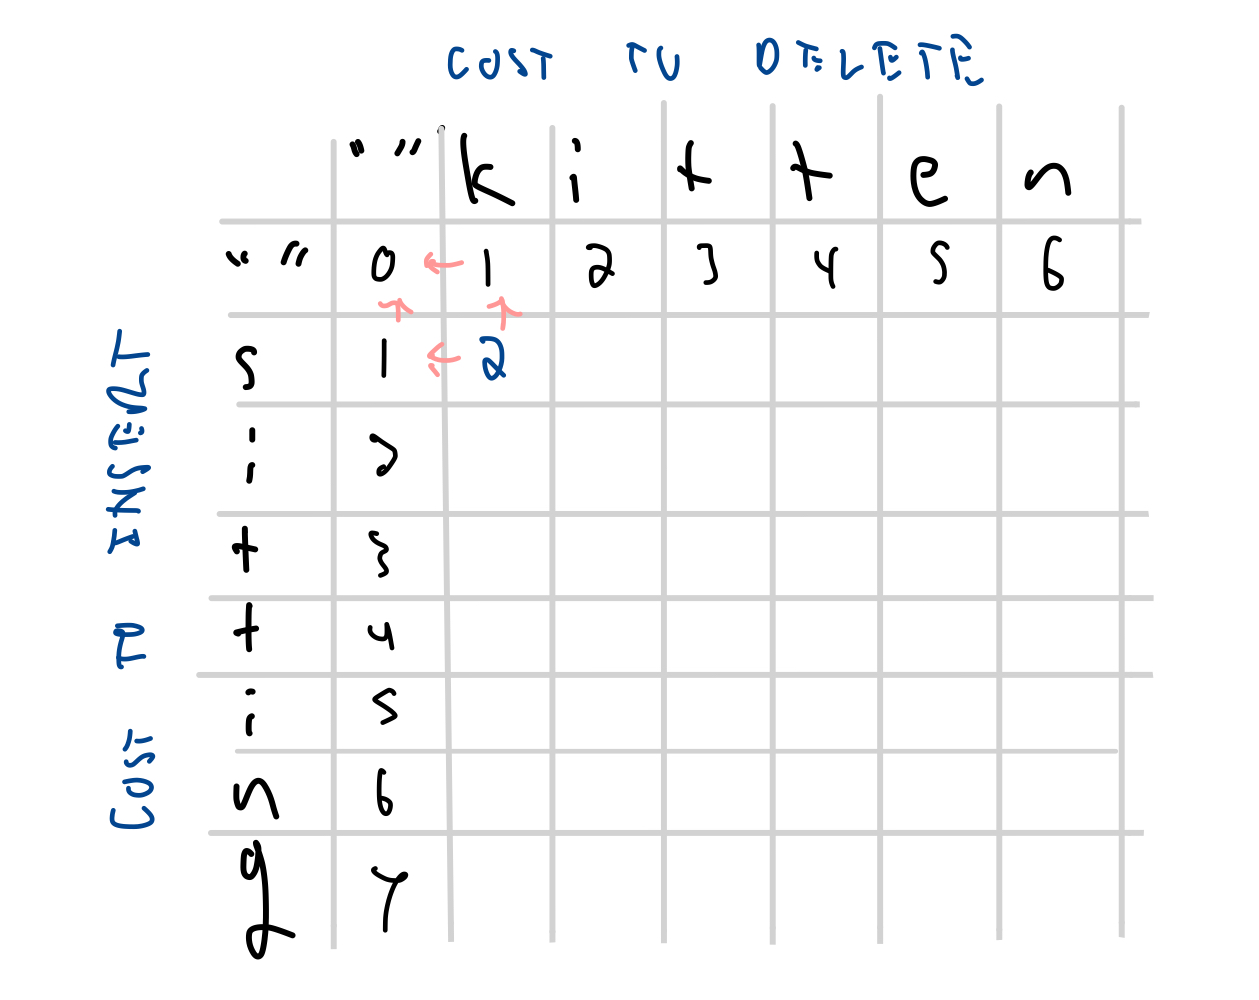 COST TO DELETE
"" k i t t e n
"" 0 1 2 3 4 5 6
s 1 2
i 2
t 3
t 4
i 5
n 6
g 7
COST TO INSERT